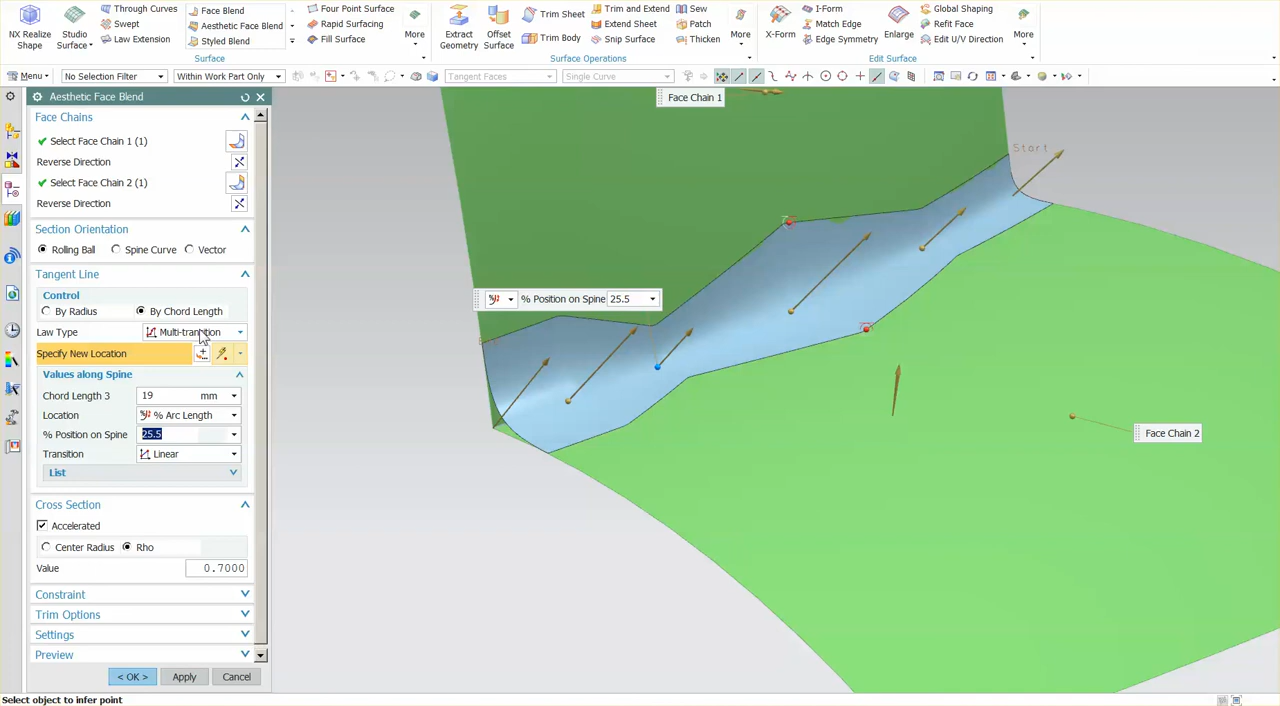 NX Realize Shape
Studio Surface
Through Curves
Swept
Law Extension
Face Blend
Aesthetic Face Blend
Styled Blend
Four Point Surface
Rapid Surfacing
Fill Surface
More
Surface
Extract Geometry
Offset Surface
Trim Sheet
Trim Body
Trim and Extend
Extend Sheet
Snip Surface
Sew
Patch
Thicken
More
Surface Operations
X-Form
I-Form
Match Edge
Edge Symmetry
Enlarge
Global Shaping
Refit Face
Edit U/V Direction
More
Edit Surface
Menu
No Selection Filter
Within Work Part Only
Tangent Faces
Single Curve
Aesthetic Face Blend
Face Chains
Select Face Chain 1 (1)
Reverse Direction
Select Face Chain 2 (1)
Reverse Direction
Section Orientation
Rolling Ball Spine Curve Vector
Tangent Line
Control
By Radius By Chord Length
Law Type Multi-transition
Specify New Location
Values along Spine
Chord Length 3 19 mm
Location % Arc Length
% Position on Spine 25.5
Transition Linear
List
Cross Section
Accelerated
Center Radius Rho
Value 0.7000
Constraint
Trim Options
Settings
Preview
< OK > Apply Cancel
Face Chain 1
Start
% Position on Spine 25.5
Face Chain 2
Select object to infer point